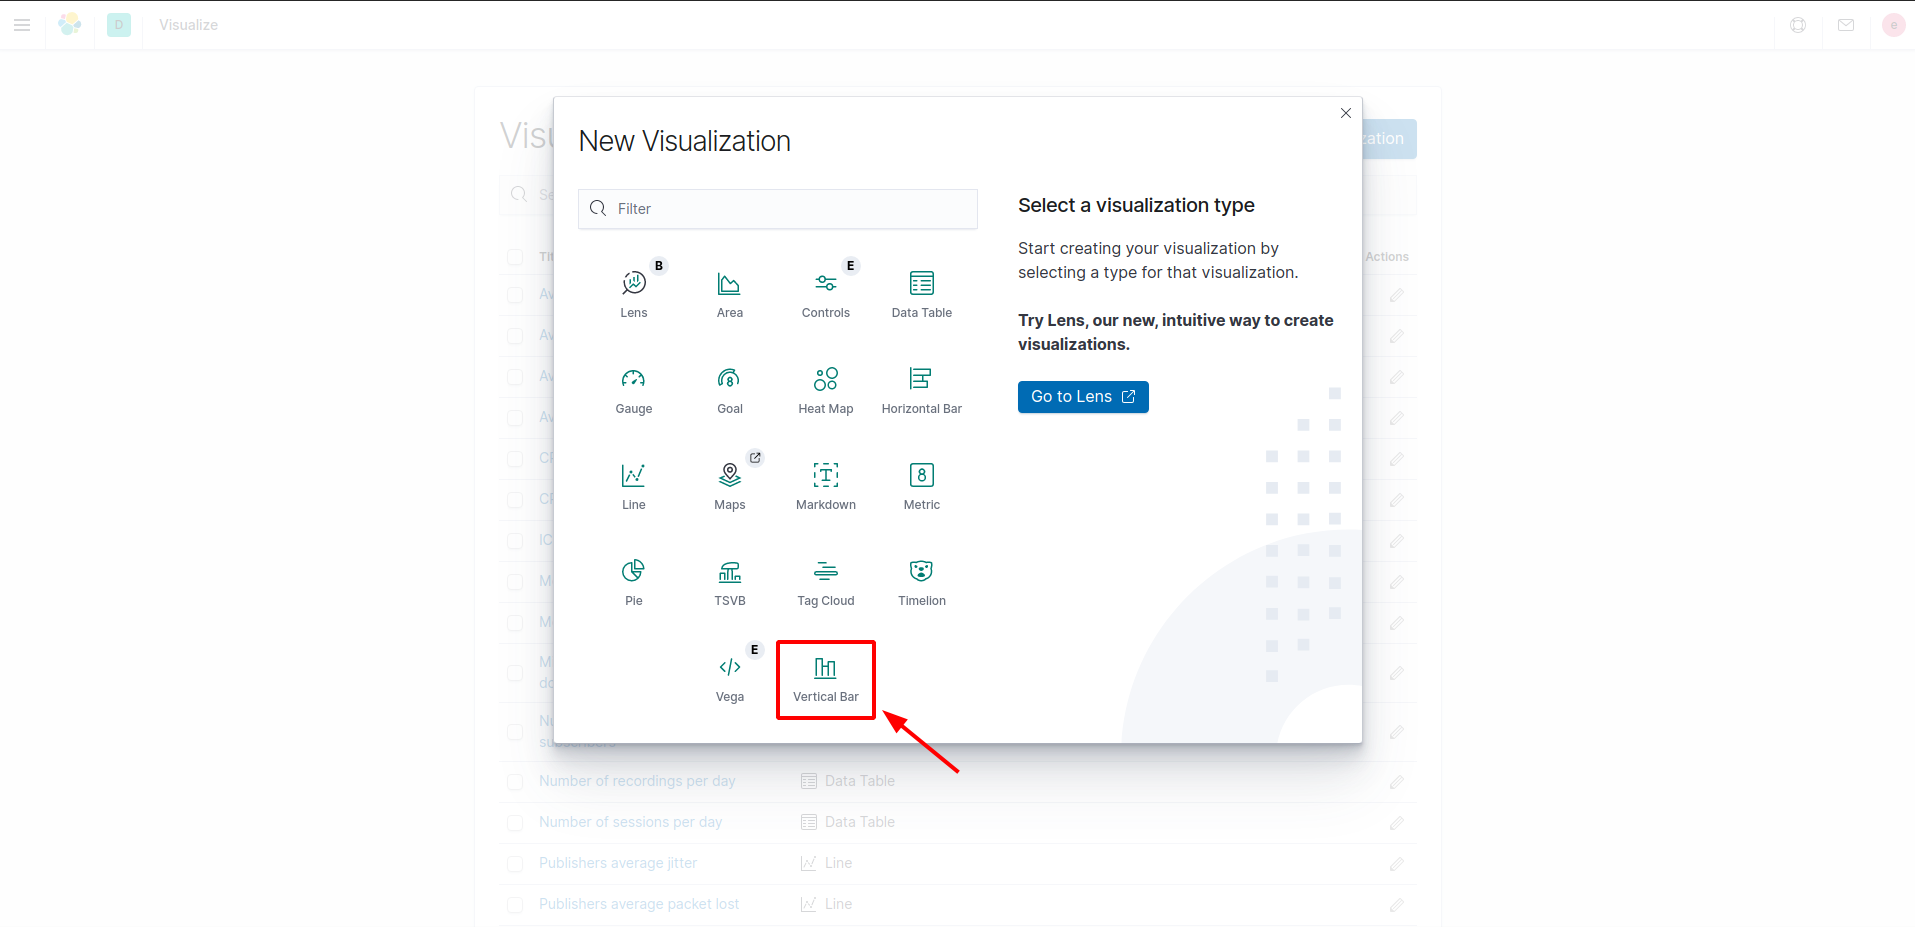 D Visualize e
New Visualization
Filter
B
E
Lens Area Controls Data Table
Gauge Goal Heat Map Horizontal Bar
Line Maps Markdown Metric
Pie TSVB Tag Cloud Timelion
E
Vega Vertical Bar
Select a visualization type
Start creating your visualization by
selecting a type for that visualization.
Try Lens, our new, intuitive way to create
visualizations.
Go to Lens
Actions
Number of recordings per day Data Table
Number of sessions per day Data Table
Publishers average jitter Line
Publishers average packet lost Line